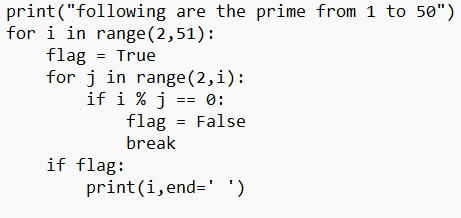 print("following are the prime from 1 to 50")
for i in range(2,51):
    flag = True
    for j in range(2,i):
        if i % j == 0:
            flag = False
            break
    if flag:
        print(i,end=' ')